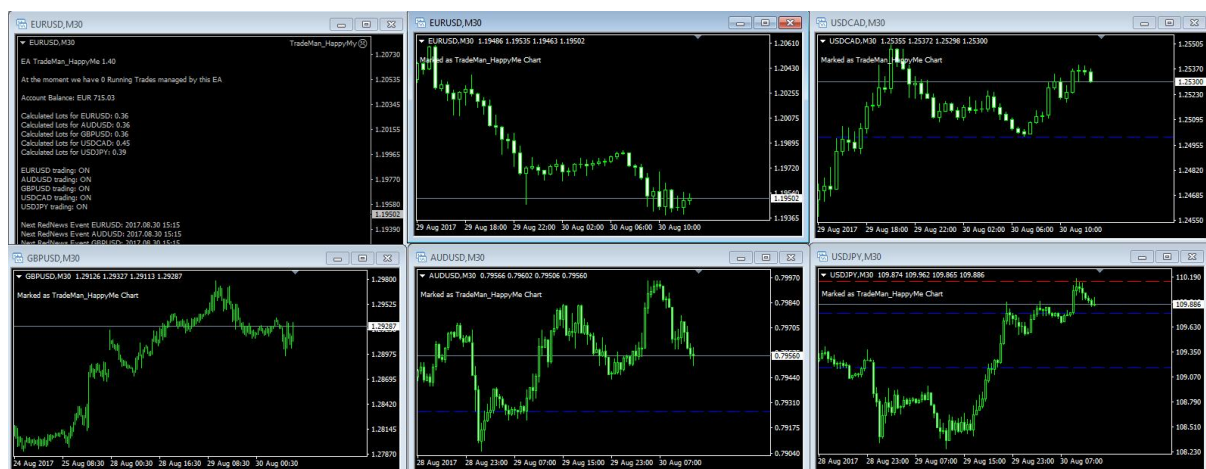 EURUSD,M30
EURUSD,M30
TradeMan_HappyMy
EA TradeMan_HappyMe 1.40
At the moment we have 0 Running Trades managed by this EA
Account Balance: EUR 715.03
Calculated Lots for EURUSD: 0.36
Calculated Lots for AUDUSD: 0.36
Calculated Lots for GBPUSD: 0.36
Calculated Lots for USDCAD: 0.45
Calculated Lots for USDJPY: 0.39
EURUSD trading: ON
AUDUSD trading: ON
GBPUSD trading: ON
USDCAD trading: ON
USDJPY trading: ON
Next RedNews Event EURUSD: 2017.08.30 15:15
Next RedNews Event AUDUSD: 2017.08.30 15:15
Next RedNews Event GBPUSD: 2017.08.30 15:15
1.20730
1.20535
1.20345
1.20155
1.19965
1.19770
1.19580
1.19502
1.19390
EURUSD,M30
EURUSD,M30 1.19486 1.19535 1.19463 1.19502
Marked as TradeMan_HappyMe Chart
1.20610
1.20430
1.20255
1.20075
1.19895
1.19720
1.19540
1.19502
1.19365
29 Aug 2017 29 Aug 18:00 29 Aug 22:00 30 Aug 02:00 30 Aug 06:00 30 Aug 10:00
USDCAD,M30
USDCAD,M30 1.25355 1.25372 1.25298 1.25300
Marked as TradeMan_HappyMe Chart
1.25505
1.25370
1.25300
1.25230
1.25095
1.24955
1.24820
1.24685
1.24550
29 Aug 2017 29 Aug 18:00 29 Aug 22:00 30 Aug 02:00 30 Aug 06:00 30 Aug 10:00
GBPUSD,M30
GBPUSD,M30 1.29126 1.29327 1.29113 1.29287
Marked as TradeMan_HappyMe Chart
1.29800
1.29525
1.29287
1.28975
1.28695
1.28420
1.28145
1.27870
24 Aug 2017 25 Aug 08:30 28 Aug 00:30 28 Aug 16:30 29 Aug 08:30 30 Aug 00:30
AUDUSD,M30
AUDUSD,M30 0.79566 0.79602 0.79506 0.79560
Marked as TradeMan_HappyMe Chart
0.79970
0.79840
0.79705
0.79560
0.79440
0.79310
0.79175
0.79040
28 Aug 2017 28 Aug 23:00 29 Aug 07:00 29 Aug 15:00 29 Aug 23:00 30 Aug 07:00
USDJPY,M30
USDJPY,M30 109.874 109.962 109.865 109.886
Marked as TradeMan_HappyMe Chart
110.190
109.886
109.630
109.350
109.070
108.790
108.510
108.230
28 Aug 2017 28 Aug 23:00 29 Aug 07:00 29 Aug 15:00 29 Aug 23:00 30 Aug 07:00